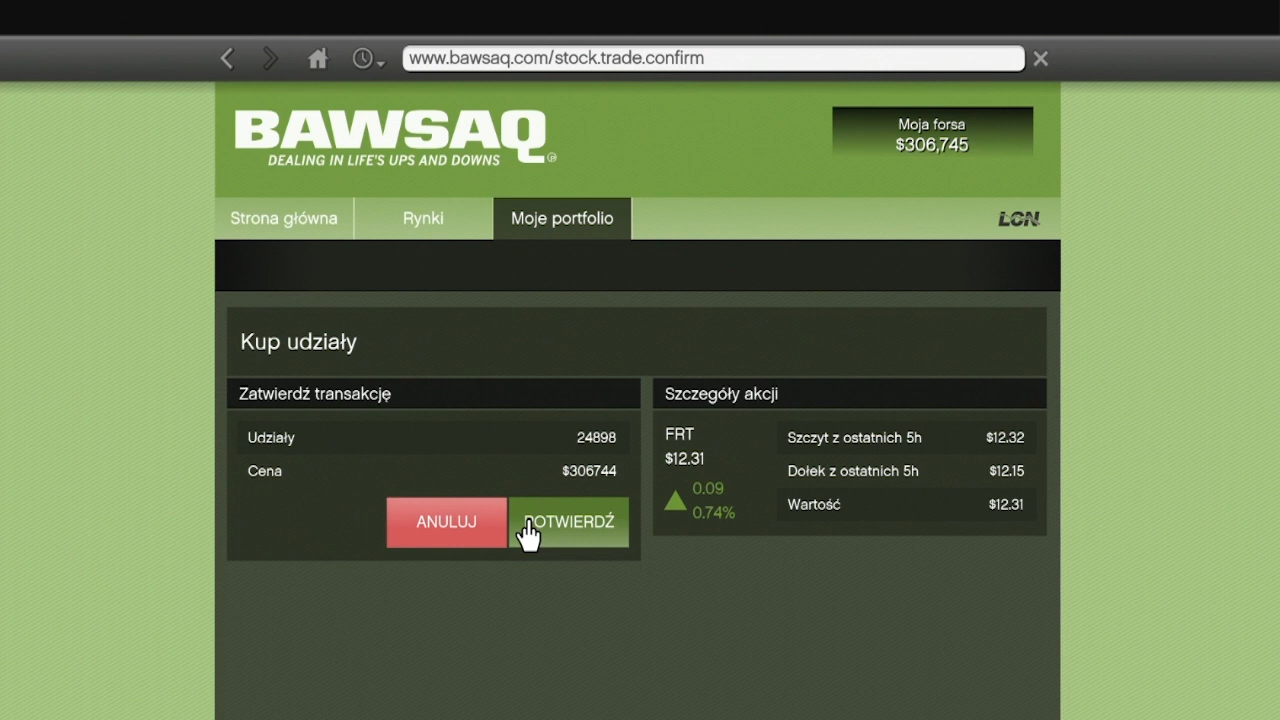 www.bawsaq.com/stock.trade.confirm
BAWSAQ
DEALING IN LIFE'S UPS AND DOWNS
Moja forsa
$306,745
Strona główna
Rynki
Moje portfolio
LCN
Kup udziały
Zatwierdź transakcję
Udziały 24898
Cena $306744
ANULUJ
POTWIERDŹ
Szczegóły akcji
FRT
$12.31
0.09
0.74%
Szczyt z ostatnich 5h $12.32
Dołek z ostatnich 5h $12.15
Wartość $12.31